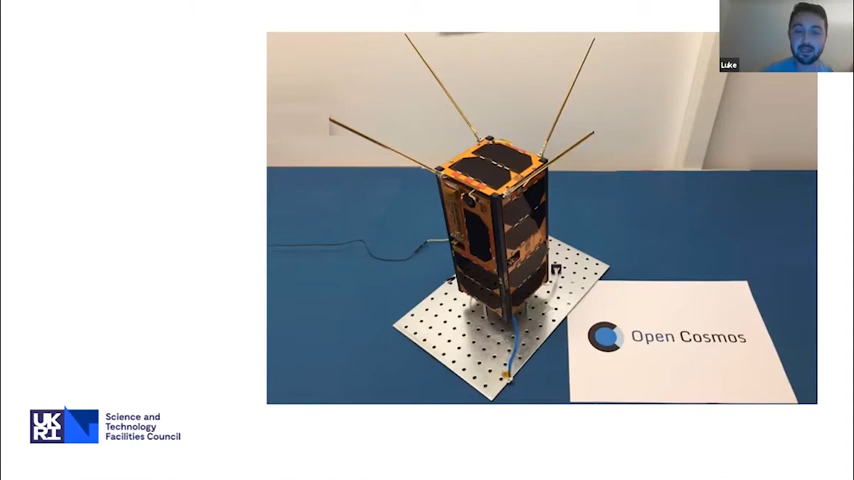 Luke
Open Cosmos
UKRI
Science and
Technology
Facilities Council